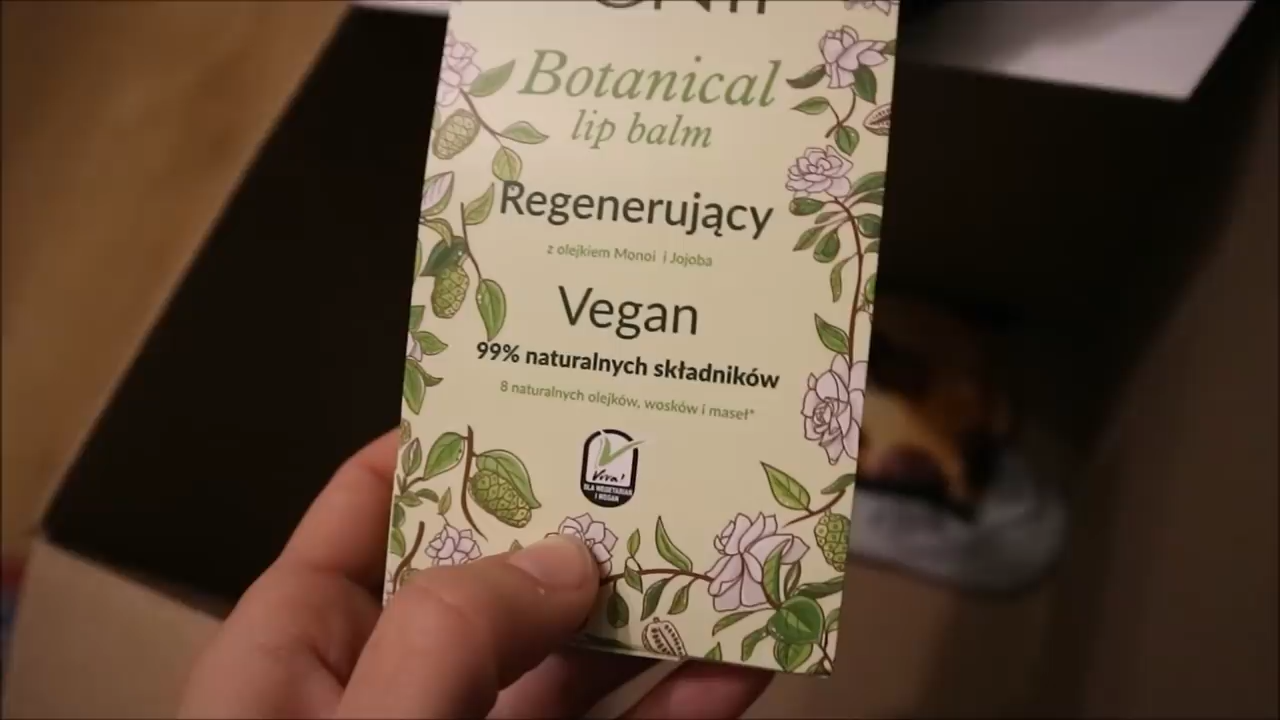 Botanical
lip balm
Regenerujący
z olejkiem Monoi i Jojoba
Vegan
99% naturalnych składników
8 naturalnych olejków, wosków i maseł*
Viva!
DLA WEGETARIAN
I WEGAN